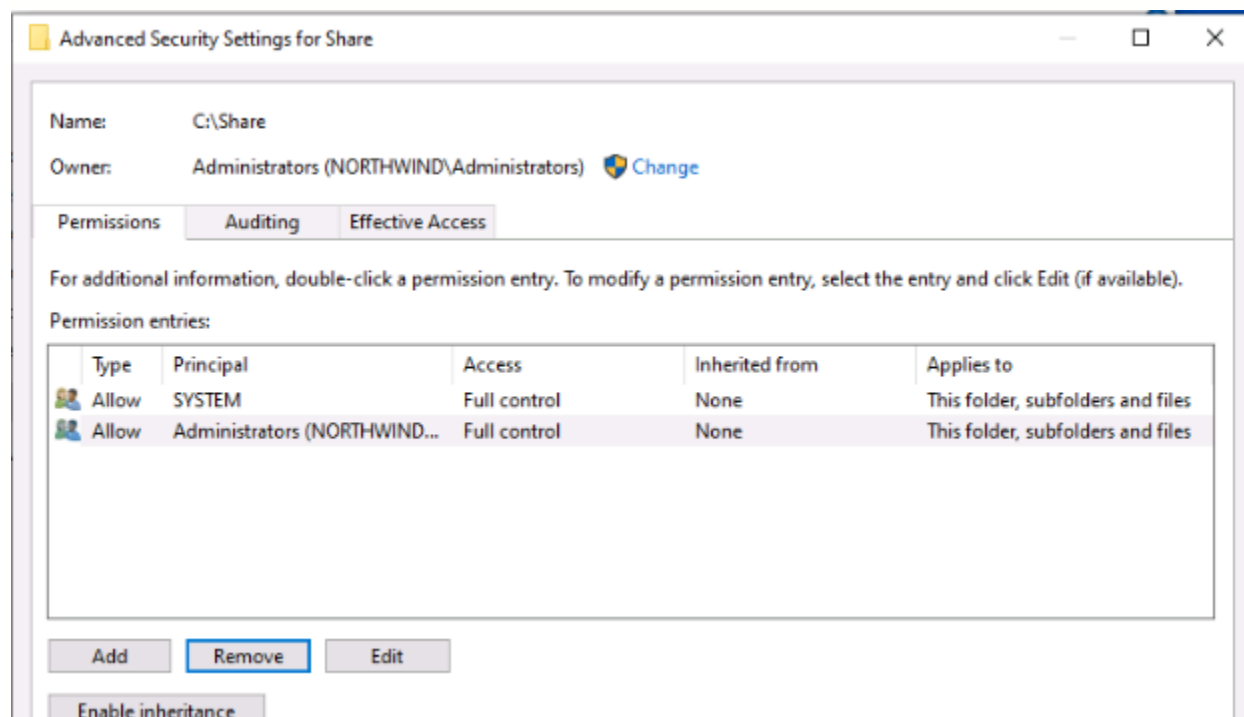 Advanced Security Settings for Share
Name: C:\Share
Owner: Administrators (NORTHWIND\Administrators) Change
Permissions Auditing Effective Access
For additional information, double-click a permission entry. To modify a permission entry, select the entry and click Edit (if available).
Permission entries:
Type Principal Access Inherited from Applies to
Allow SYSTEM Full control None This folder, subfolders and files
Allow Administrators (NORTHWIND... Full control None This folder, subfolders and files
Add Remove Edit
Enable inheritance